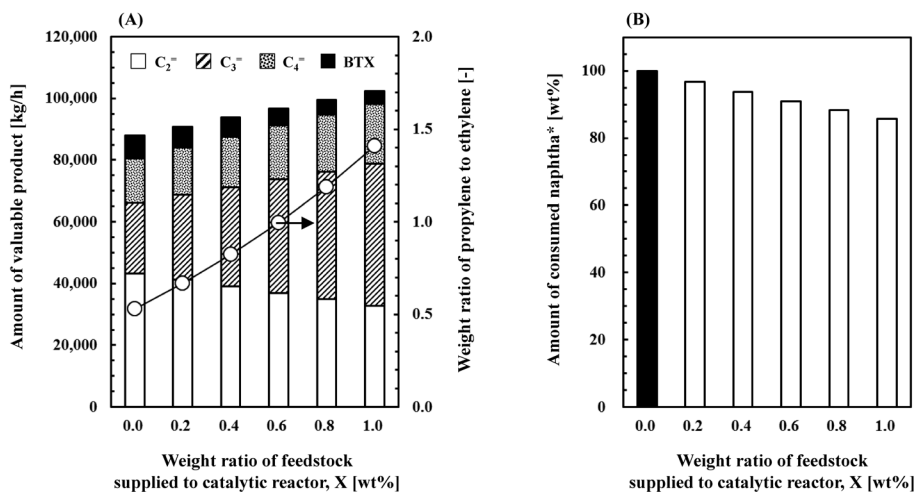 (A)
120,000
100,000
80,000
60,000
40,000
20,000
0
Amount of valuable product [kg/h]
C₂⁼ C₃⁼ C₄⁼ BTX
2.0
1.5
1.0
0.5
0.0
Weight ratio of propylene to ethylene [-]
0.0 0.2 0.4 0.6 0.8 1.0
Weight ratio of feedstock
supplied to catalytic reactor, X [wt%]
(B)
100
80
60
40
20
0
Amount of consumed naphtha* [wt%]
0.0 0.2 0.4 0.6 0.8 1.0
Weight ratio of feedstock
supplied to catalytic reactor, X [wt%]